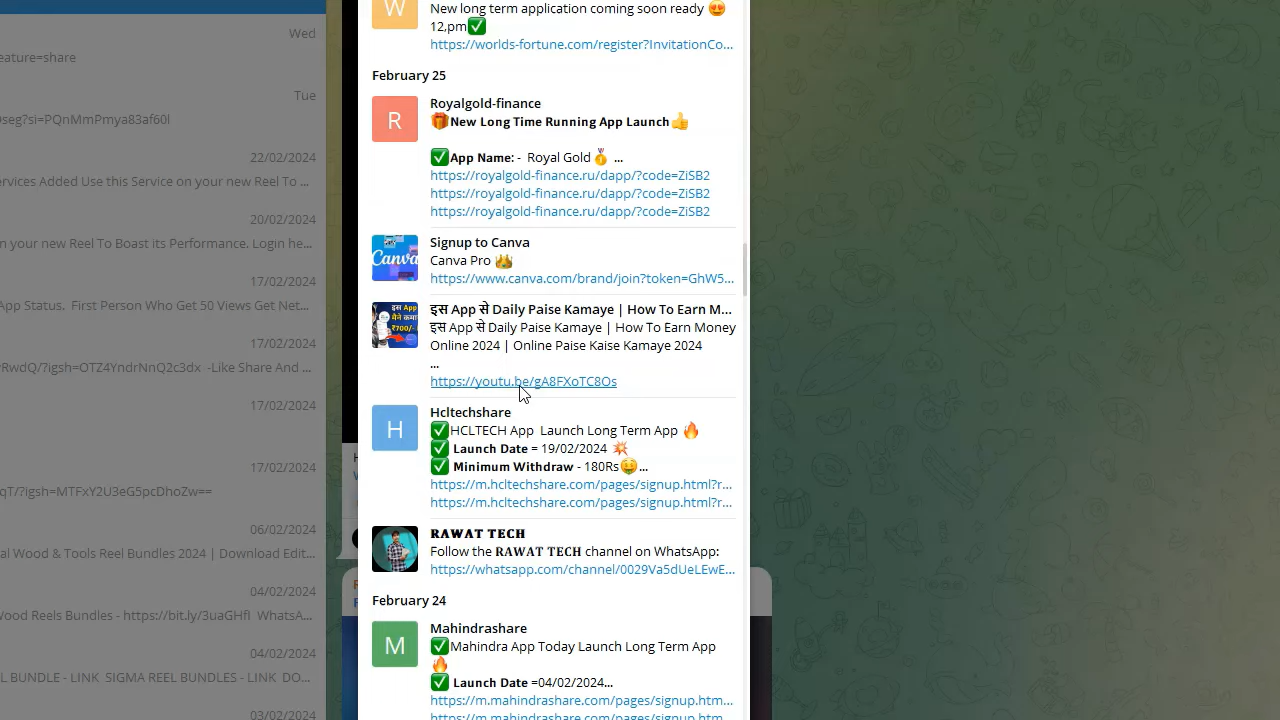 Wed
eature=share
Tue
0seg?si=PQnMmPmya83af60l
22/02/2024
ervices Added Use this Service on your new Reel To ...
20/02/2024
on your new Reel To Boast its Performance. Login he...
17/02/2024
App Status. First Person Who Get 50 Views Get Net...
17/02/2024
RwdQ/?igsh=OTZ4YndrNnQ2c3dx -Like Share And ...
17/02/2024
17/02/2024
qT/?igsh=MTFxY2U3eG5pcDhoZw==
06/02/2024
al Wood & Tools Reel Bundles 2024 | Download Edit...
04/02/2024
Wood Reels Bundles - https://bit.ly/3uaGHfl WhatsA...
04/02/2024
L BUNDLE - LINK SIGMA REEL BUNDLES - LINK DO...
03/02/2024
W
New long term application coming soon ready 😍
12,pm✅
https://worlds-fortune.com/register?InvitationCo...
February 25
R
Royalgold-finance
🎁New Long Time Running App Launch👍
✅App Name: - Royal Gold🥇 ...
https://royalgold-finance.ru/dapp/?code=ZiSB2
https://royalgold-finance.ru/dapp/?code=ZiSB2
https://royalgold-finance.ru/dapp/?code=ZiSB2
Canva
Signup to Canva
Canva Pro 👑
https://www.canva.com/brand/join?token=GhW5...
इस App
₹700/-
इस App से Daily Paise Kamaye | How To Earn M...
इस App से Daily Paise Kamaye | How To Earn Money
Online 2024 | Online Paise Kaise Kamaye 2024
...
https://youtu.be/gA8FXoTC8Os
H
Hcltechshare
✅HCLTECH App Launch Long Term App 🔥
✅ Launch Date = 19/02/2024 💥
✅ Minimum Withdraw - 180Rs🤑...
https://m.hcltechshare.com/pages/signup.html?r...
https://m.hcltechshare.com/pages/signup.html?r...
𝐑𝐀𝐖𝐀𝐓 𝐓𝐄𝐂𝐇
Follow the 𝐑𝐀𝐖𝐀𝐓 𝐓𝐄𝐂𝐇 channel on WhatsApp:
https://whatsapp.com/channel/0029Va5dUeLEwE...
February 24
M
Mahindrashare
✅Mahindra App Today Launch Long Term App
🔥
✅ Launch Date =04/02/2024...
https://m.mahindrashare.com/pages/signup.htm...
https://m.mahindrashare.com/pages/signup.htm...